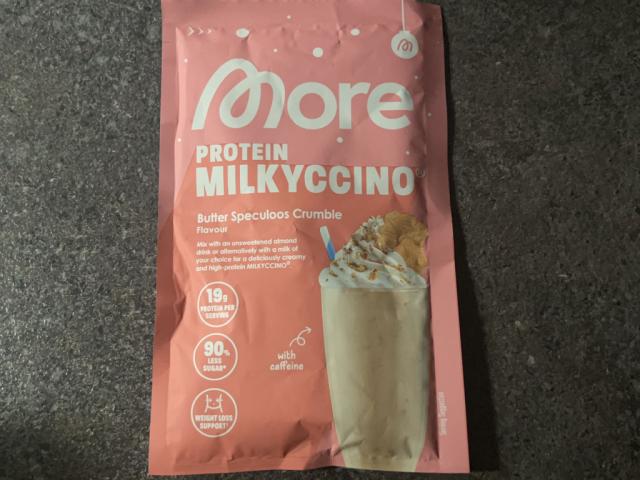 More
PROTEIN
MILKYCCINO®
Butter Speculoos Crumble
Flavour
Mix with an unsweetened almond
drink or alternatively with a milk of
your choice for a deliciously creamy
and high-protein MILKYCCINO®.
19g
PROTEIN PER
SERVING
90%
LESS
SUGAR*
with
caffeine
WEIGHT LOSS
SUPPORT¹